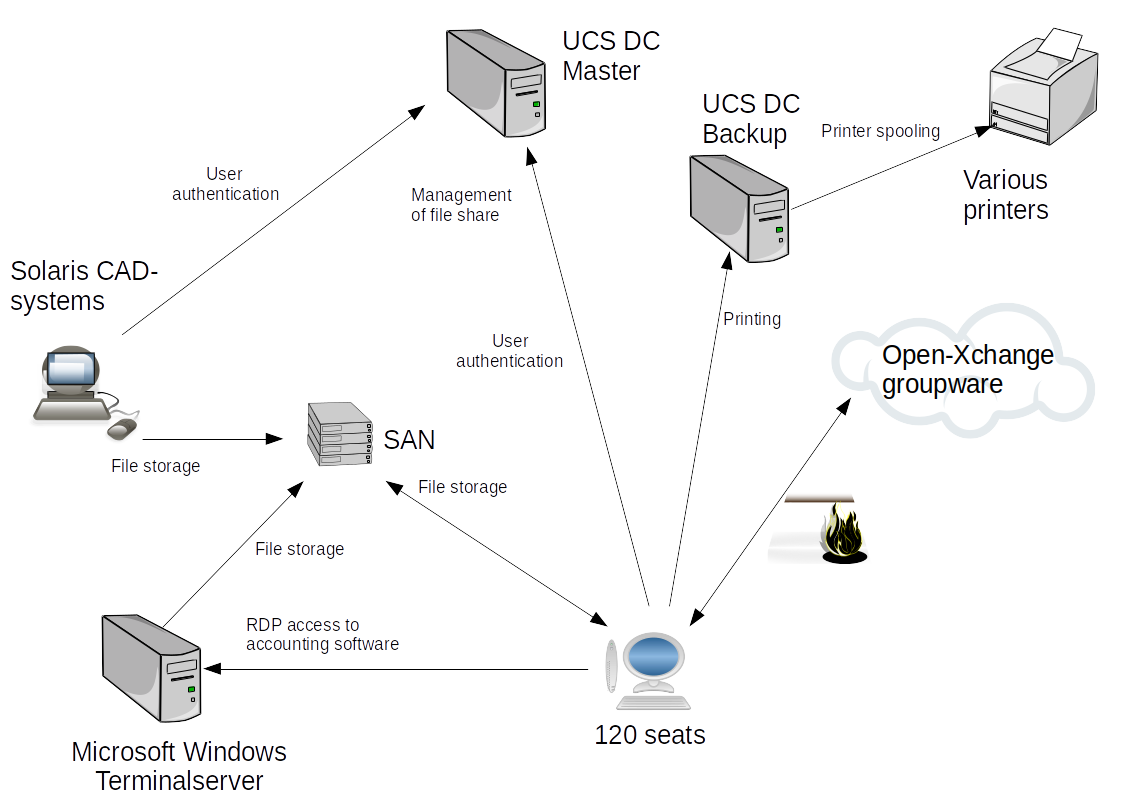 UCS DC
Master
UCS DC
Backup
Printer spooling
Various
printers
User
authentication
Management
of file share
Solaris CAD-
systems
Printing
User
authentication
Open-Xchange
groupware
SAN
File storage
File storage
File storage
RDP access to
accounting software
120 seats
Microsoft Windows
Terminalserver